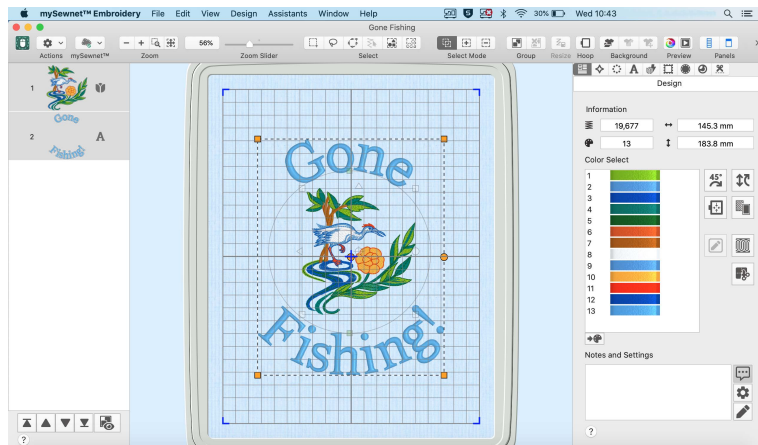 mySewnet™ Embroidery File Edit View Design Assistants Window Help 30% Wed 10:43
Gone Fishing
56%
Actions mySewnet™ Zoom Zoom Slider Select Select Mode Group Resize Hoop Background Preview Panels
Design
1
Gone
Fishing!
2 A
Gone
Fishing!
Information
19,677 145.3 mm
13 183.8 mm
Color Select
1
2
3
4
5
6
7
8
9
10
11
12
13
45°
Notes and Settings
?
?